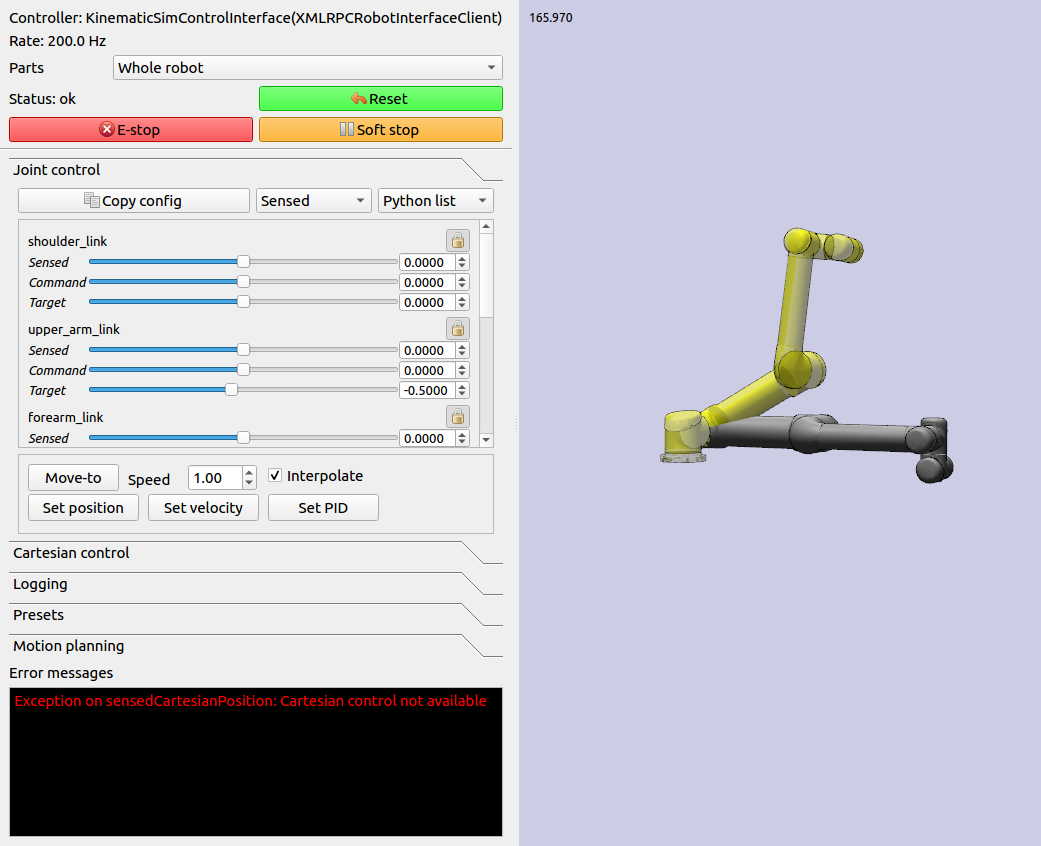 Controller: KinematicSimControlInterface(XMLRPCRobotInterfaceClient)
165.970
Rate: 200.0 Hz
Parts Whole robot
Status: ok Reset
E-stop Soft stop
Joint control
Copy config Sensed Python list
shoulder_link
Sensed 0.0000
Command 0.0000
Target 0.0000
upper_arm_link
Sensed 0.0000
Command 0.0000
Target -0.5000
forearm_link
Sensed 0.0000
Move-to Speed 1.00 Interpolate
Set position Set velocity Set PID
Cartesian control
Logging
Presets
Motion planning
Error messages
Exception on sensedCartesianPosition: Cartesian control not available